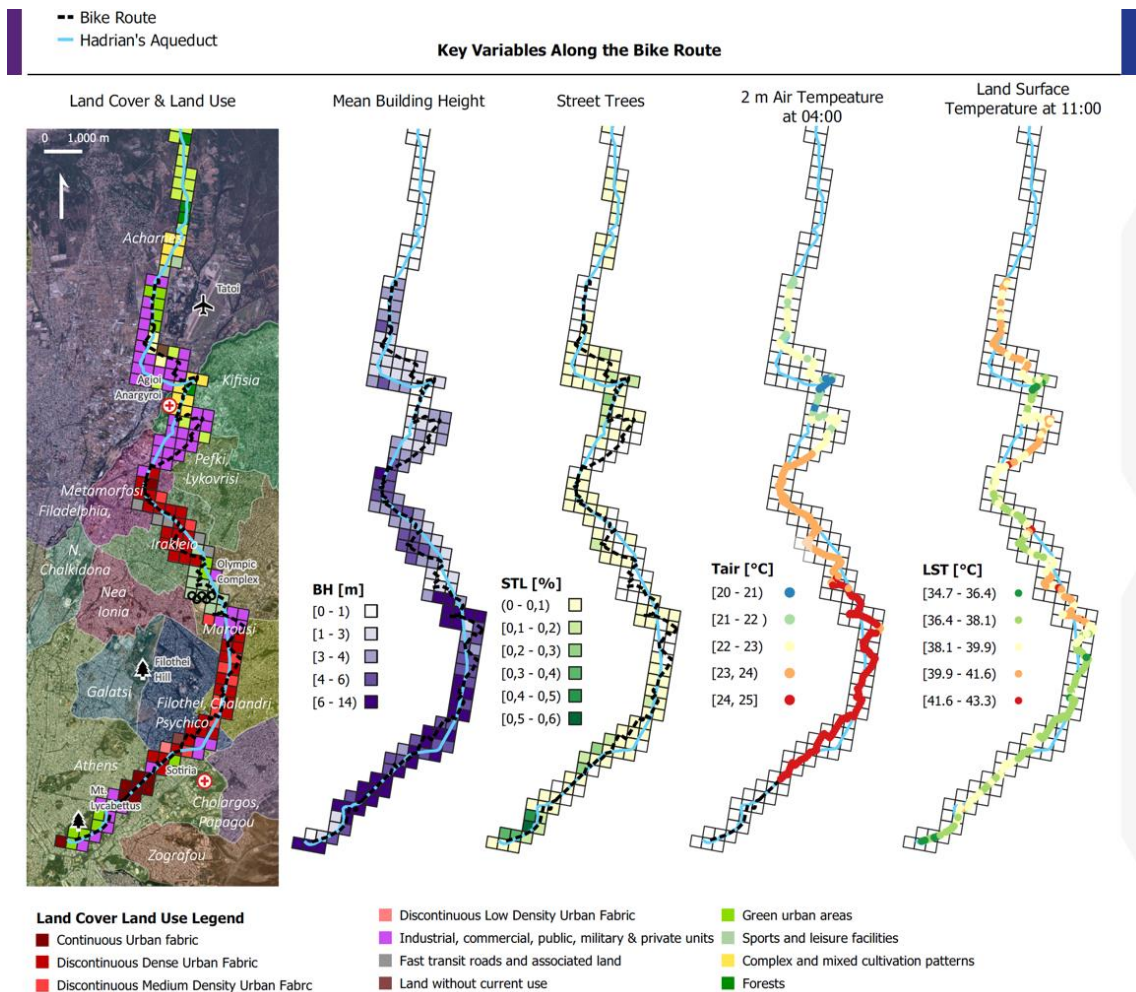 Bike Route
Hadrian's Aqueduct
Key Variables Along the Bike Route
Land Cover & Land Use
Mean Building Height
Street Trees
2 m Air Tempeature
at 04:00
Land Surface
Temperature at 11:00
0 1,000 m
Acharnes
Tatoi
Agioi
Anargyroi
Kifisia
Pefki,
Lykovrisi
Metamorfosi
Filadelphia,
N.
Chalkidona
Irakleio
Olympic
Complex
Nea
Ionia
Marousi
Filothei
Hill
Galatsi
Filothei,
Psychico
Chalandri
Athens
Sotiria
Mt.
Lycabettus
Cholargos,
Papagou
Zografou
BH [m]
[0 - 1)
[1 - 3)
[3 - 4)
[4 - 6)
[6 - 14)
STL [%]
(0 - 0,1)
[0,1 - 0,2)
[0,2 - 0,3)
[0,3 - 0,4)
[0,4 - 0,5)
[0,5 - 0,6)
Tair [°C]
[20 - 21)
[21 - 22 )
[22 - 23)
[23, 24)
[24, 25]
LST [°C]
[34.7 - 36.4)
[36.4 - 38.1)
[38.1 - 39.9)
[39.9 - 41.6)
[41.6 - 43.3)
Land Cover Land Use Legend
Continuous Urban fabric
Discontinuous Dense Urban Fabric
Discontinuous Medium Density Urban Fabrc
Discontinuous Low Density Urban Fabric
Industrial, commercial, public, military & private units
Fast transit roads and associated land
Land without current use
Green urban areas
Sports and leisure facilities
Complex and mixed cultivation patterns
Forests